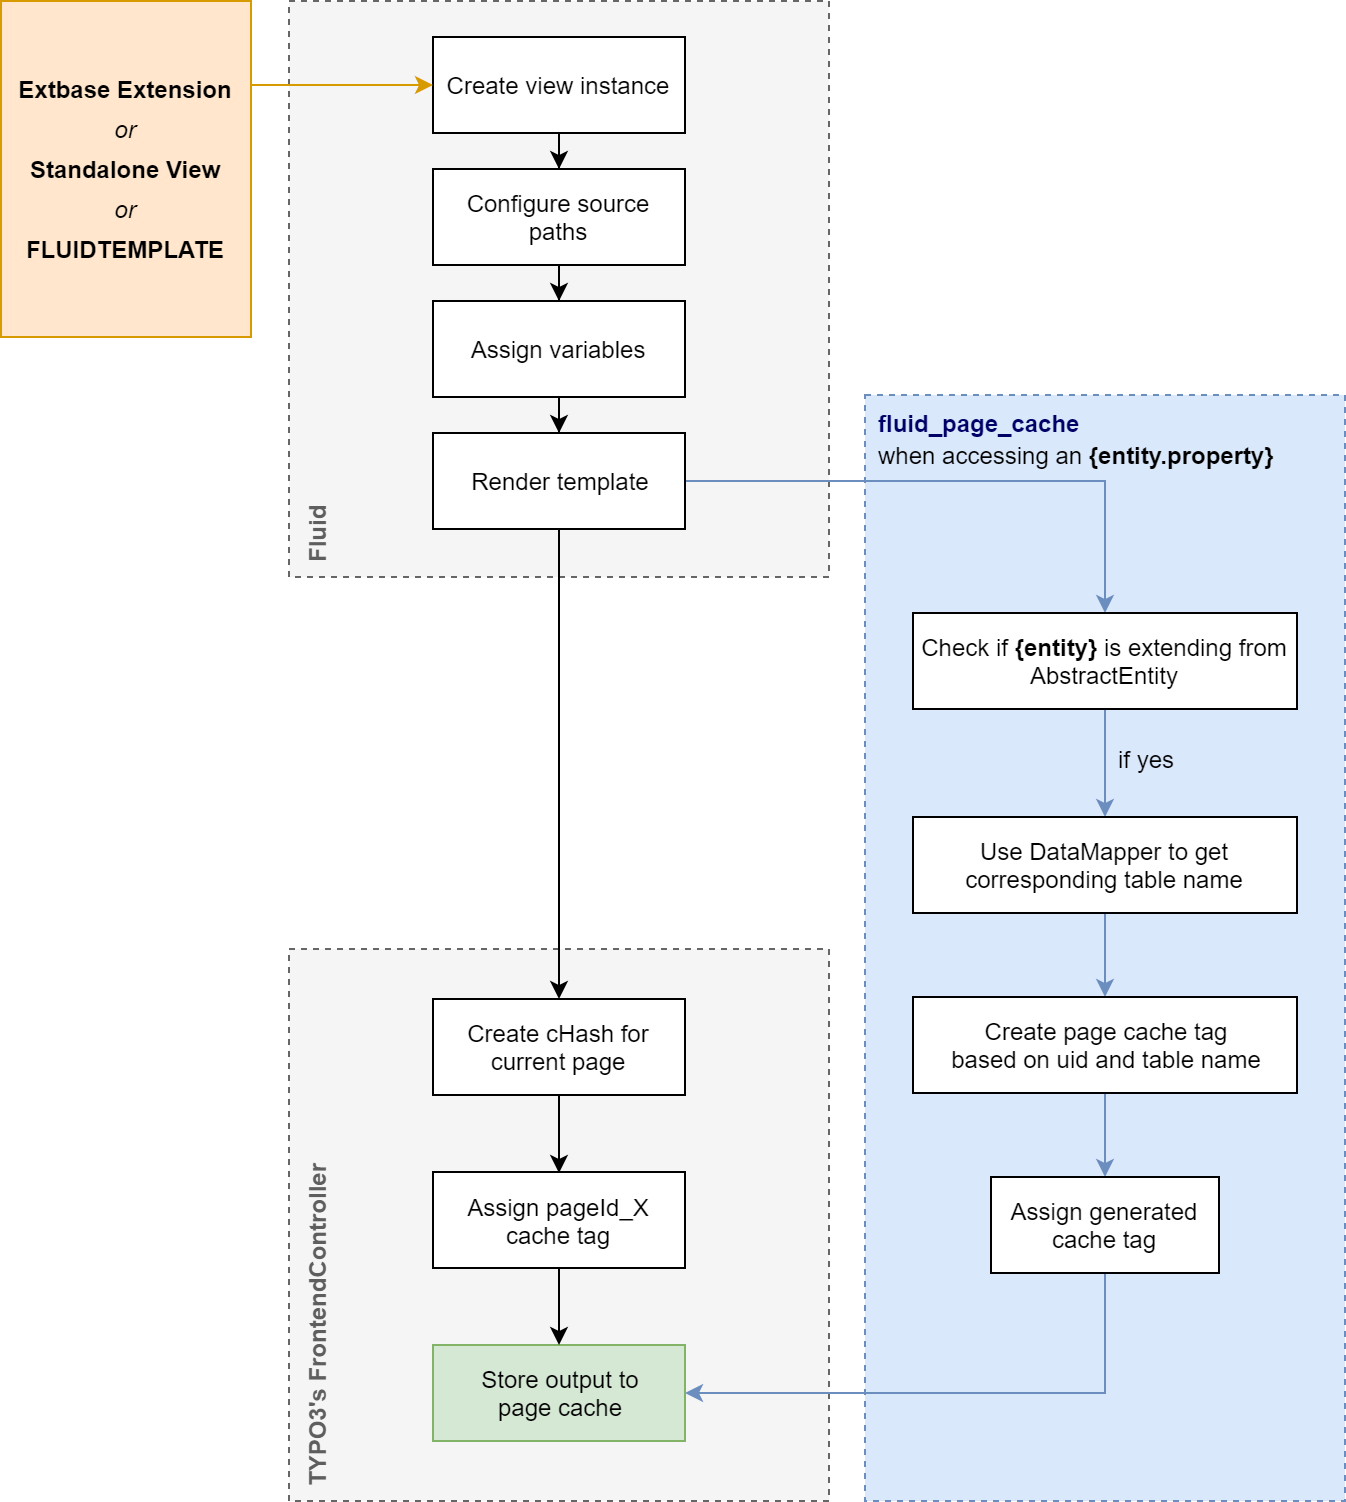 Extbase Extension
or
Standalone View
or
FLUIDTEMPLATE
Create view instance
Configure source
paths
Assign variables
Render template
Fluid
fluid_page_cache
when accessing an {entity.property}
Check if {entity} is extending from
AbstractEntity
if yes
Use DataMapper to get
corresponding table name
Create page cache tag
based on uid and table name
Assign generated
cache tag
Create cHash for
current page
Assign pageId_X
cache tag
Store output to
page cache
TYPO3's FrontendController